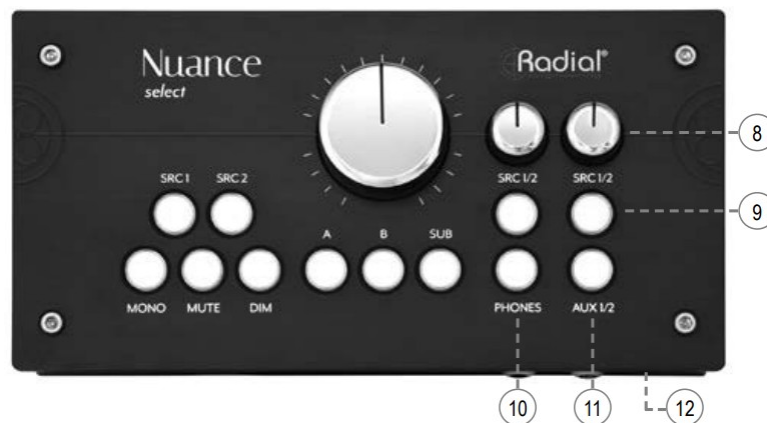 Nuance
select
Radial®
8
SRC 1 SRC 2
SRC 1/2 SRC 1/2
9
A B SUB
MONO MUTE DIM
PHONES AUX 1/2
10 11 12